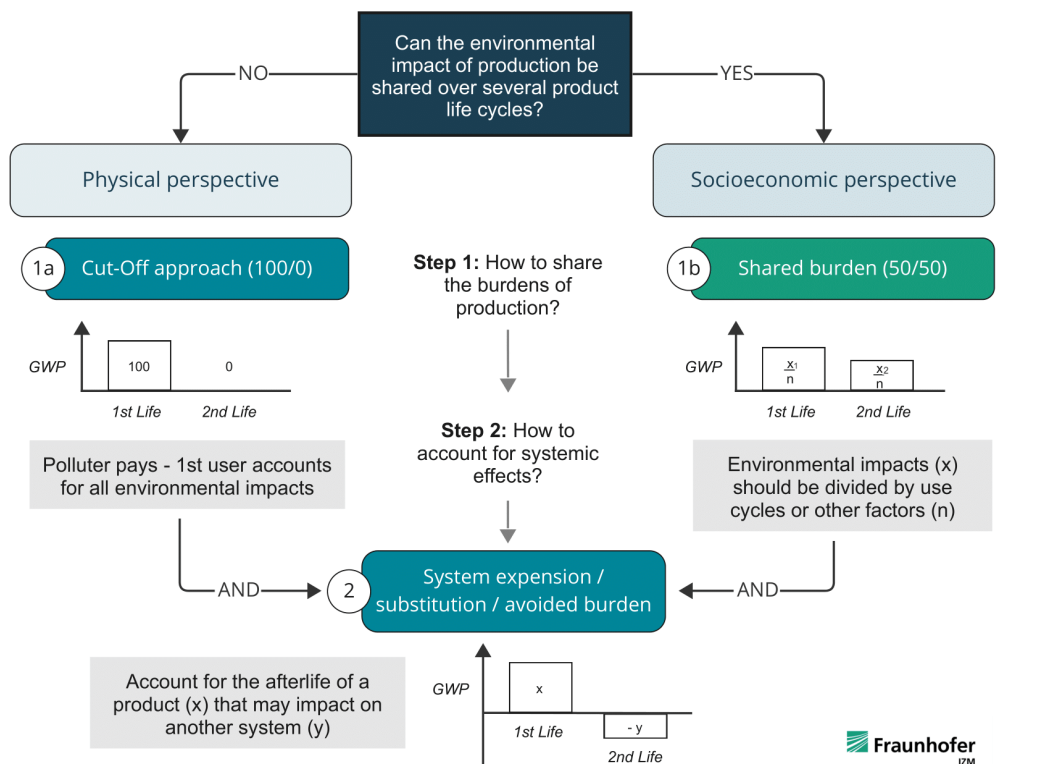 Can the environmental
impact of production be
shared over several product
life cycles?
NO
YES
Physical perspective
Socioeconomic perspective
1a
Cut-Off approach (100/0)
Step 1: How to share
the burdens of
production?
1b
Shared burden (50/50)
GWP
100
0
1st Life
2nd Life
GWP
x1
n
x2
n
1st Life
2nd Life
Polluter pays - 1st user accounts
for all environmental impacts
Step 2: How to
account for systemic
effects?
Environmental impacts (x)
should be divided by use
cycles or other factors (n)
AND
2
System expension /
substitution / avoided burden
AND
Account for the afterlife of a
product (x) that may impact on
another system (y)
GWP
x
- y
1st Life
2nd Life
Fraunhofer
IZM